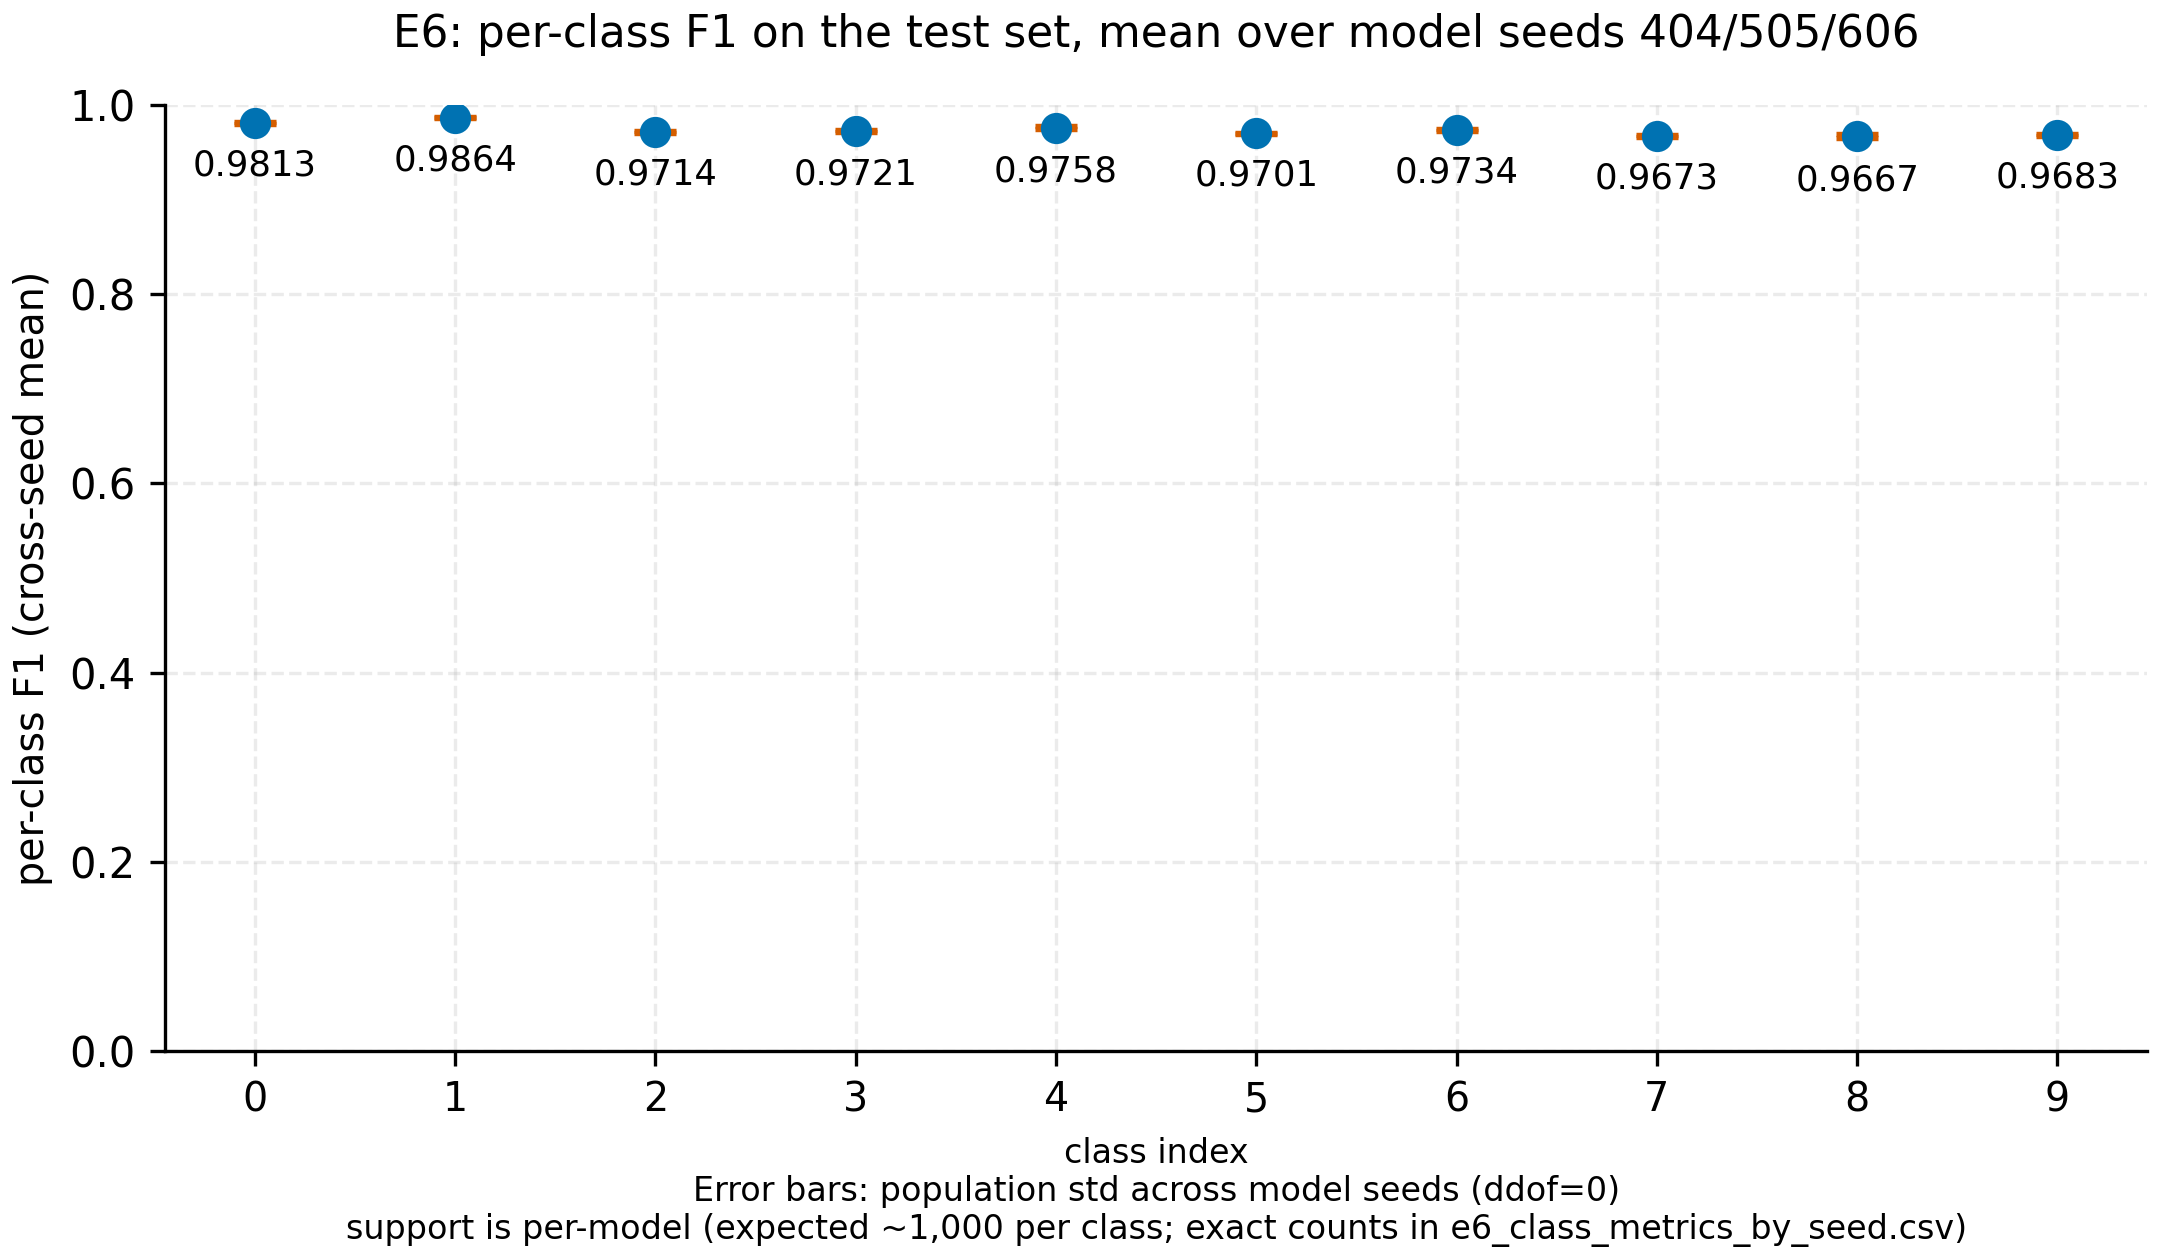 E6: per-class F1 on the test set, mean over model seeds 404/505/606
per-class F1 (cross-seed mean)
1.0
0.8
0.6
0.4
0.2
0.0
0.9813
0.9864
0.9714
0.9721
0.9758
0.9701
0.9734
0.9673
0.9667
0.9683
0 1 2 3 4 5 6 7 8 9
class index
Error bars: population std across model seeds (ddof=0)
support is per-model (expected ~1,000 per class; exact counts in e6_class_metrics_by_seed.csv)